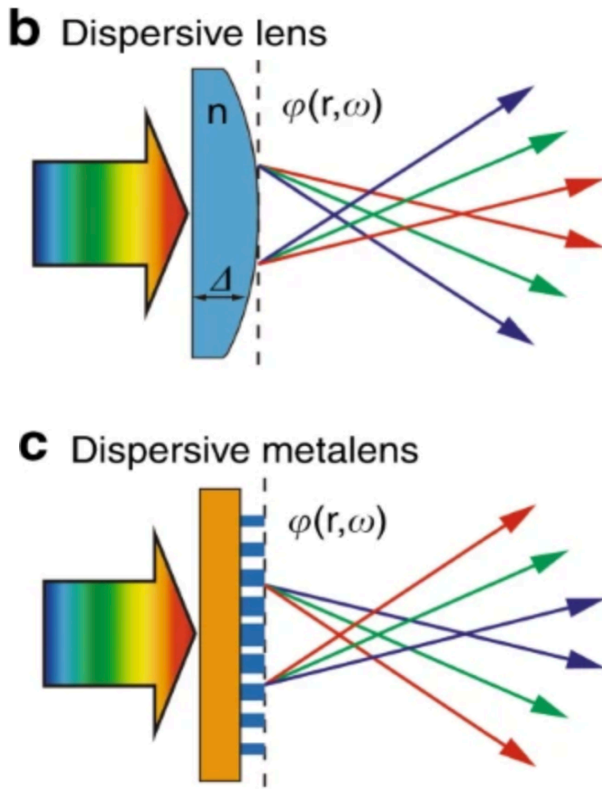 b Dispersive lens
n
φ(r,ω)
Δ
c Dispersive metalens
φ(r,ω)